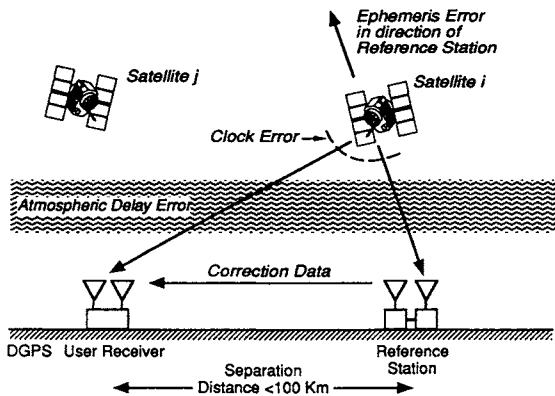 Ephemeris Error
in direction of
Reference Station
Satellite j
Satellite i
Clock Error
Atmospheric Delay Error
Correction Data
DGPS User Receiver
Reference
Station
Separation
Distance <100 Km